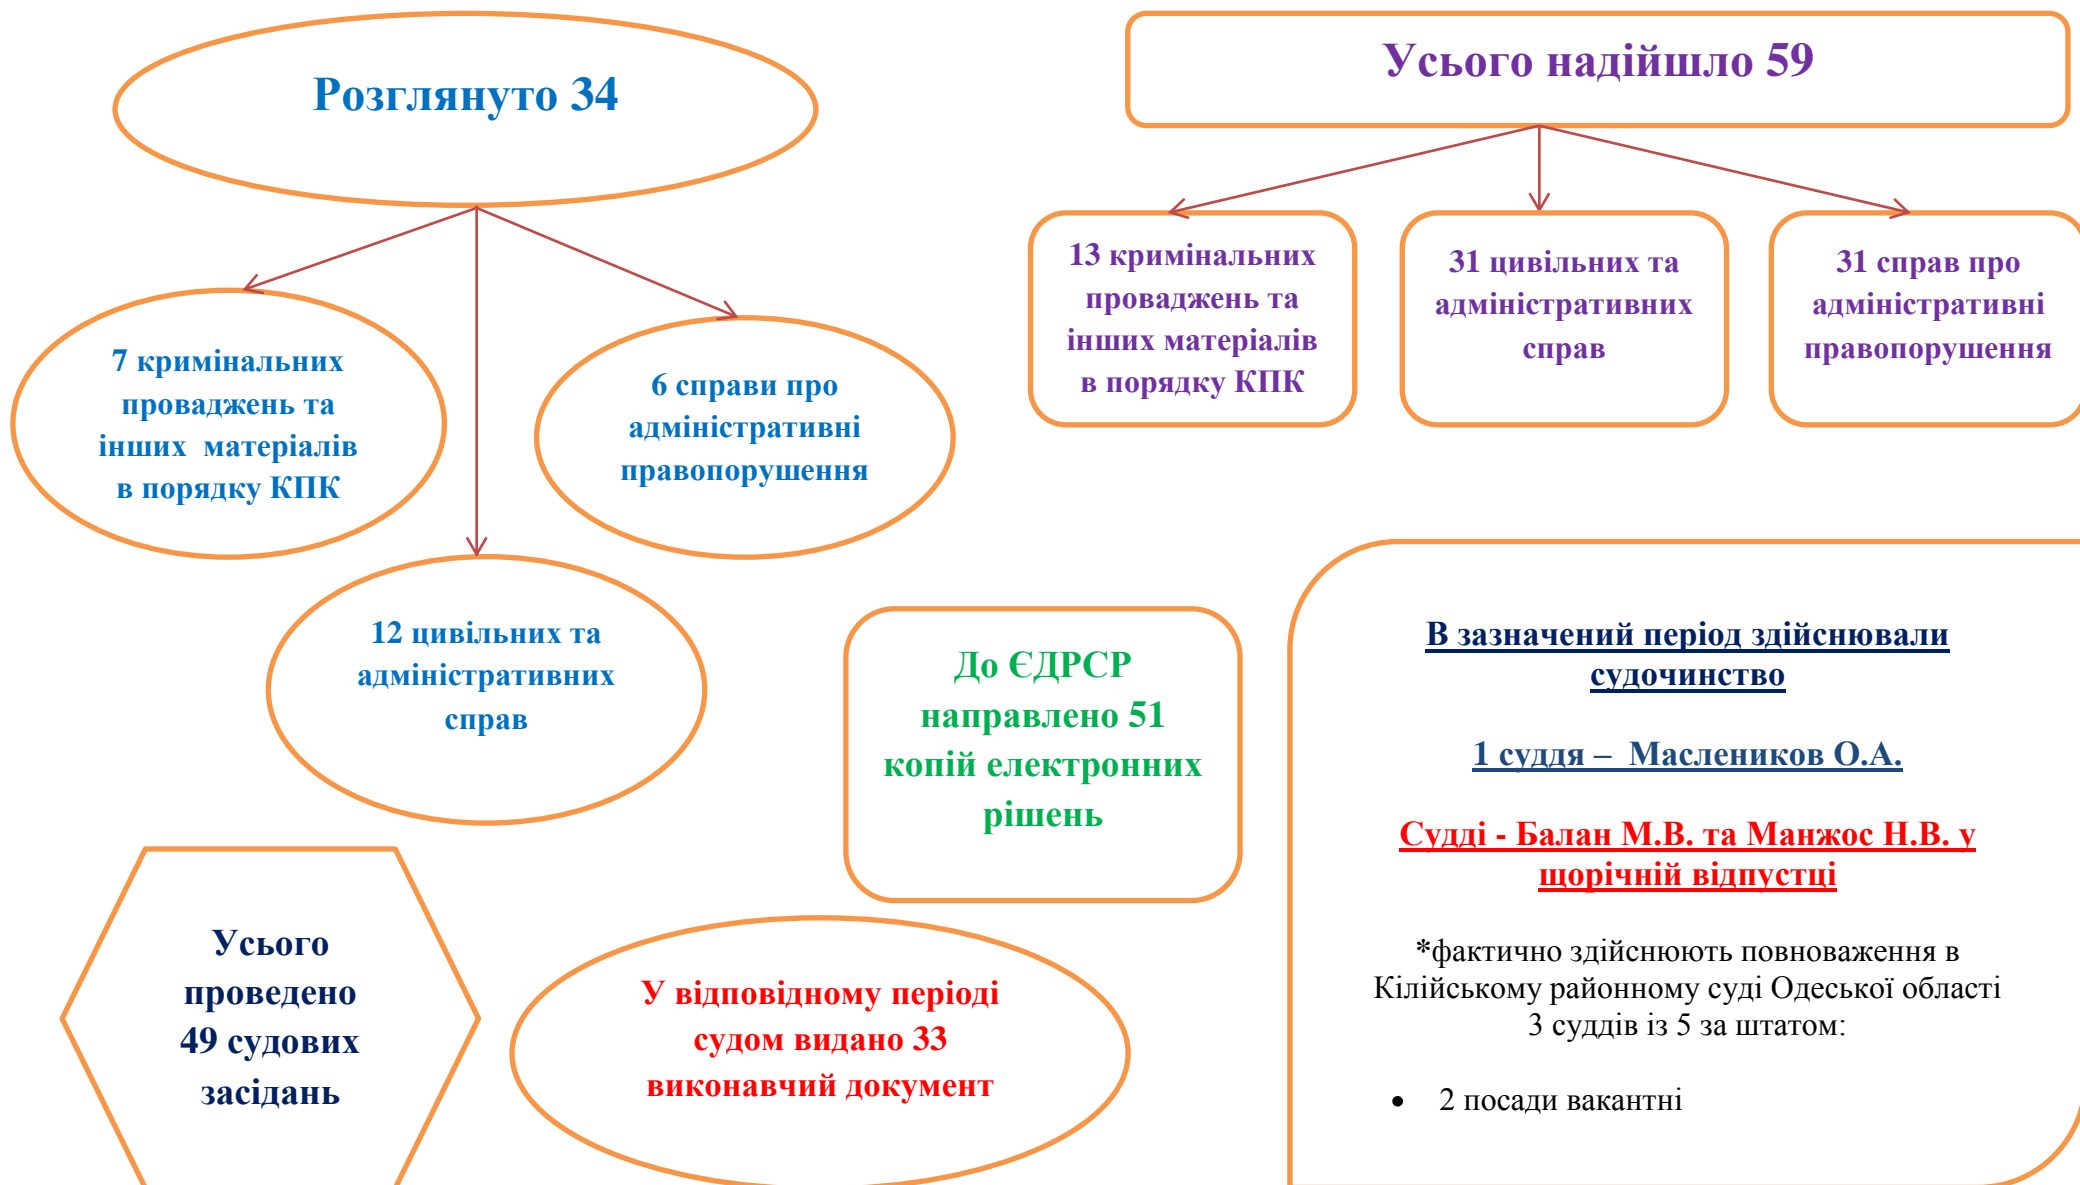 Розглянуто 34
7 кримінальних
проваджень та
інших  матеріалів
в порядку КПК
6 справи про
адміністративні
правопорушення
12 цивільних та
адміністративних
справ
Усього надійшло 59
13 кримінальних
проваджень та
інших матеріалів
в порядку КПК
31 цивільних та
адміністративних
справ
31 справ про
адміністративні
правопорушення
До ЄДРСР
направлено 51
копій електронних
рішень
В зазначений період здійснювали
судочинство
1 суддя –  Маслеников О.А.
Судді - Балан М.В. та Манжос Н.В. у
щорічній відпустці
*фактично здійснюють повноваження в
Кілійському районному суді Одеської області
3 суддів із 5 за штатом:
• 2 посади вакантні
Усього
проведено
49 судових
засідань
У відповідному періоді
судом видано 33
виконавчий документ